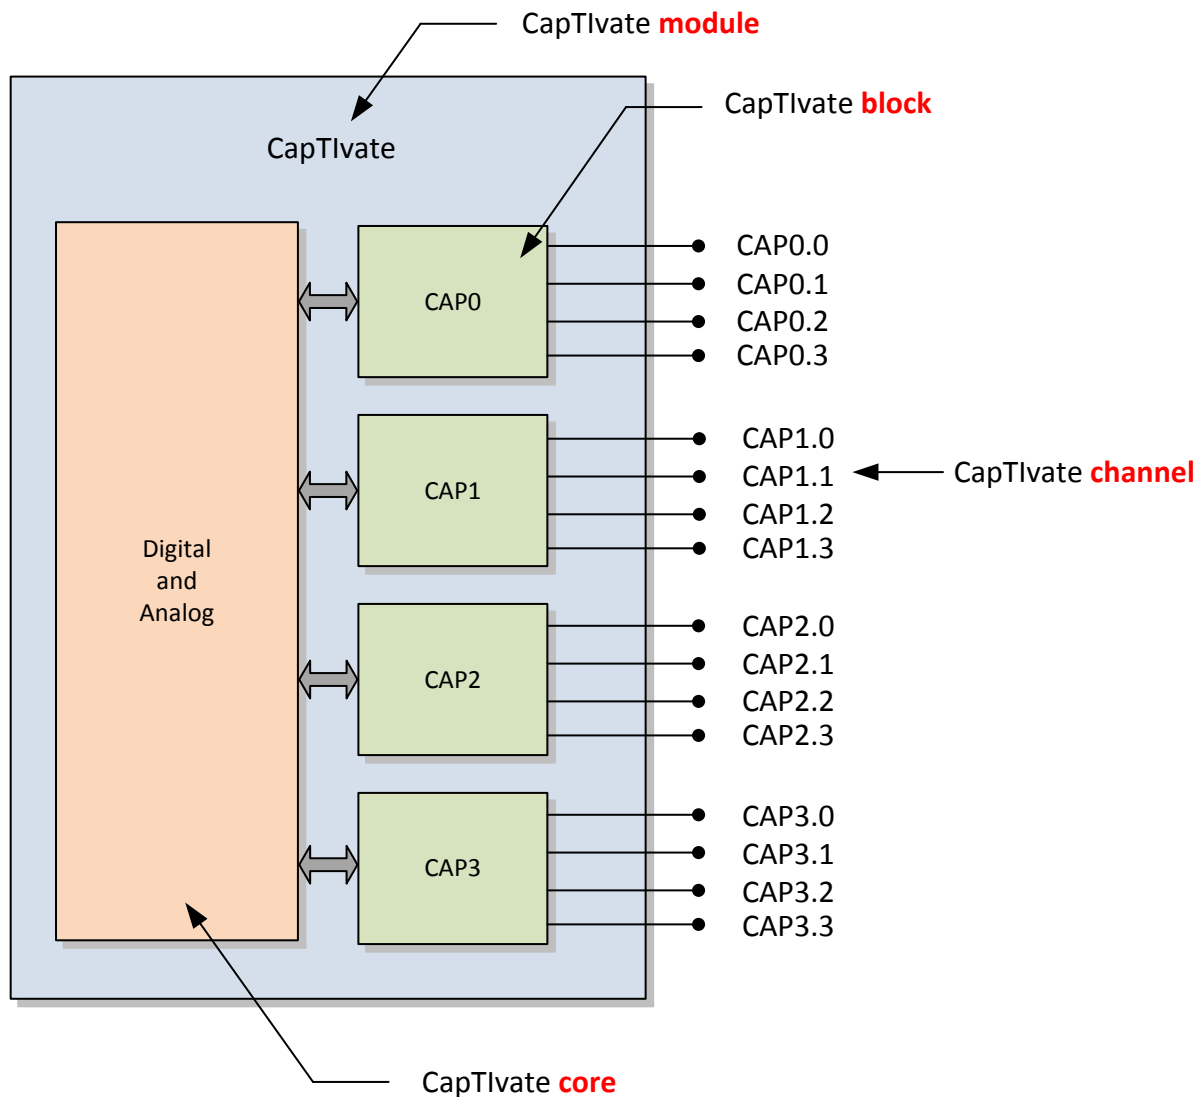 CapTIvate module
CapTIvate block
CapTIvate
CAP0
CAP0.0
CAP0.1
CAP0.2
CAP0.3
CAP1
CAP1.0
CAP1.1
CAP1.2
CAP1.3
CapTIvate channel
Digital
and
Analog
CAP2
CAP2.0
CAP2.1
CAP2.2
CAP2.3
CAP3
CAP3.0
CAP3.1
CAP3.2
CAP3.3
CapTIvate core